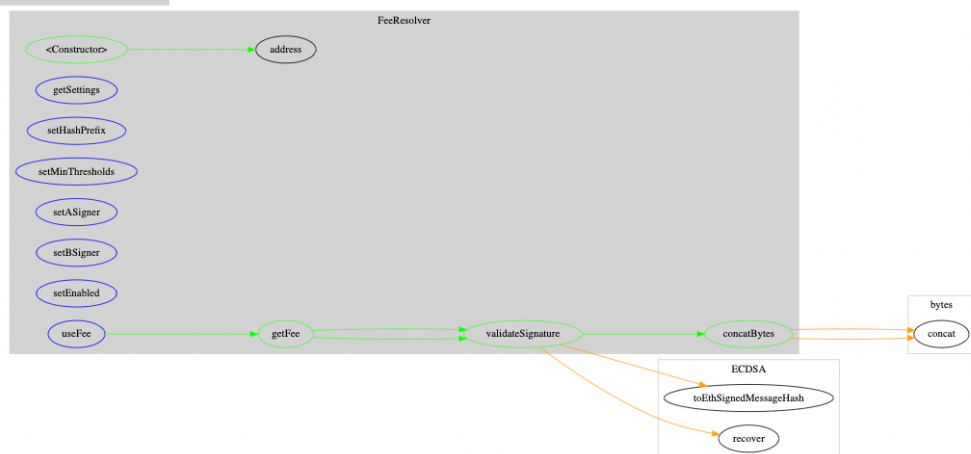 FeeResolver
<Constructor>
address
getSettings
setHashPrefix
setMinThresholds
setASigner
setBSigner
setEnabled
useFee
getFee
validateSignature
concatBytes
bytes
concat
ECDSA
toEthSignedMessageHash
recover